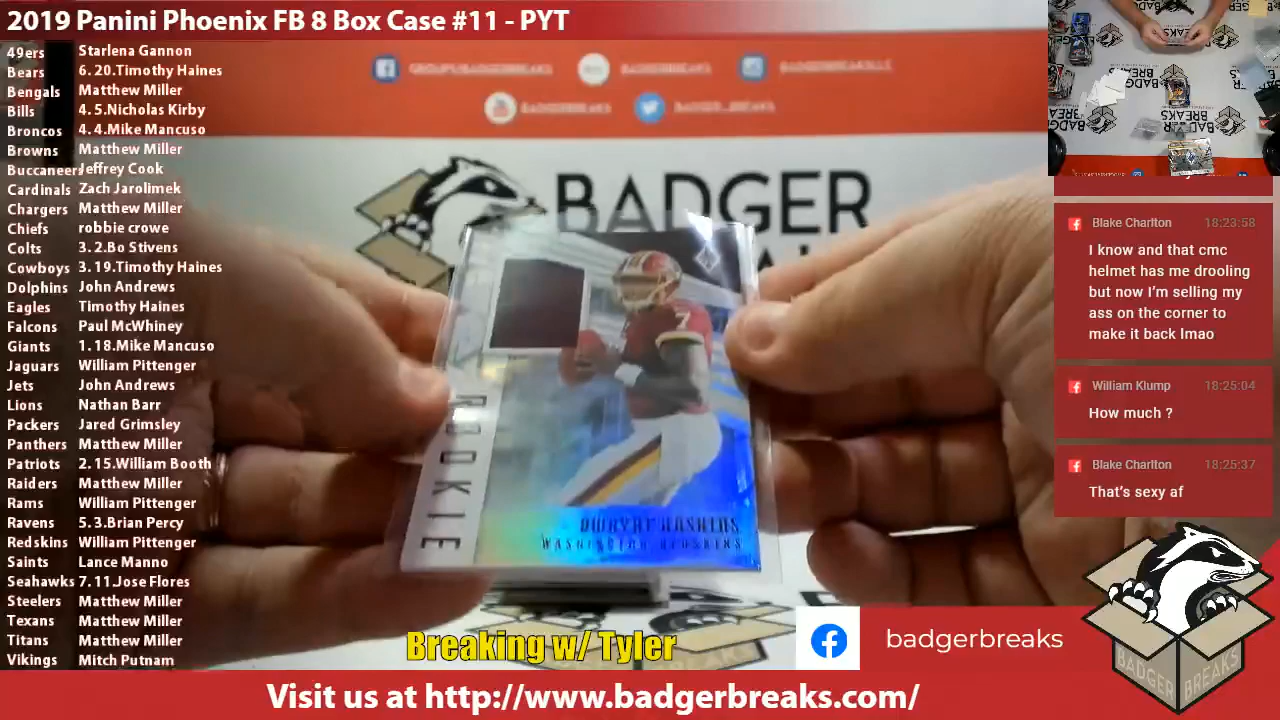 2019 Panini Phoenix FB 8 Box Case #11 - PYT
49ers Starlena Gannon
Bears 6. 20.Timothy Haines
Bengals Matthew Miller
Bills 4. 5.Nicholas Kirby
Broncos 4. 4.Mike Mancuso
Browns Matthew Miller
Buccaneers Jeffrey Cook
Cardinals Zach Jarolimek
Chargers Matthew Miller
Chiefs robbie crowe
Colts 3. 2.Bo Stivens
Cowboys 3. 19.Timothy Haines
Dolphins John Andrews
Eagles Timothy Haines
Falcons Paul McWhiney
Giants 1. 18.Mike Mancuso
Jaguars William Pittenger
Jets John Andrews
Lions Nathan Barr
Packers Jared Grimsley
Panthers Matthew Miller
Patriots 2. 15.William Booth
Raiders Matthew Miller
Rams William Pittenger
Ravens 5. 3.Brian Percy
Redskins William Pittenger
Saints Lance Manno
Seahawks 7. 11.Jose Flores
Steelers Matthew Miller
Texans Matthew Miller
Titans Matthew Miller
Vikings Mitch Putnam
BADGER
7
ROOKIE
DWAYNE HASKINS
WASHINGTON REDSKINS
Blake Charlton 18:23:58
I know and that cmc
helmet has me drooling
but now I'm selling my
ass on the corner to
make it back lmao
William Klump 18:25:04
How much ?
Blake Charlton 18:25:37
That's sexy af
Breaking w/ Tyler
badgerbreaks
BADGER BREAKS
Visit us at http://www.badgerbreaks.com/